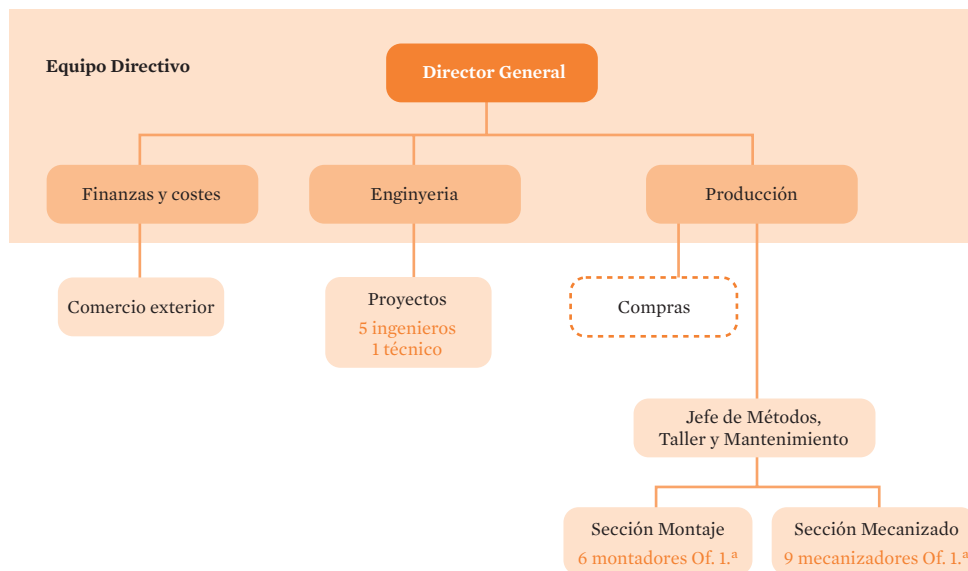 Equipo Directivo
Director General
Finanzas y costes
Enginyeria
Producción
Comercio exterior
Proyectos
5 ingenieros
1 técnico
Compras
Jefe de Métodos,
Taller y Mantenimiento
Sección Montaje
6 montadores Of. 1.ª
Sección Mecanizado
9 mecanizadores Of. 1.ª